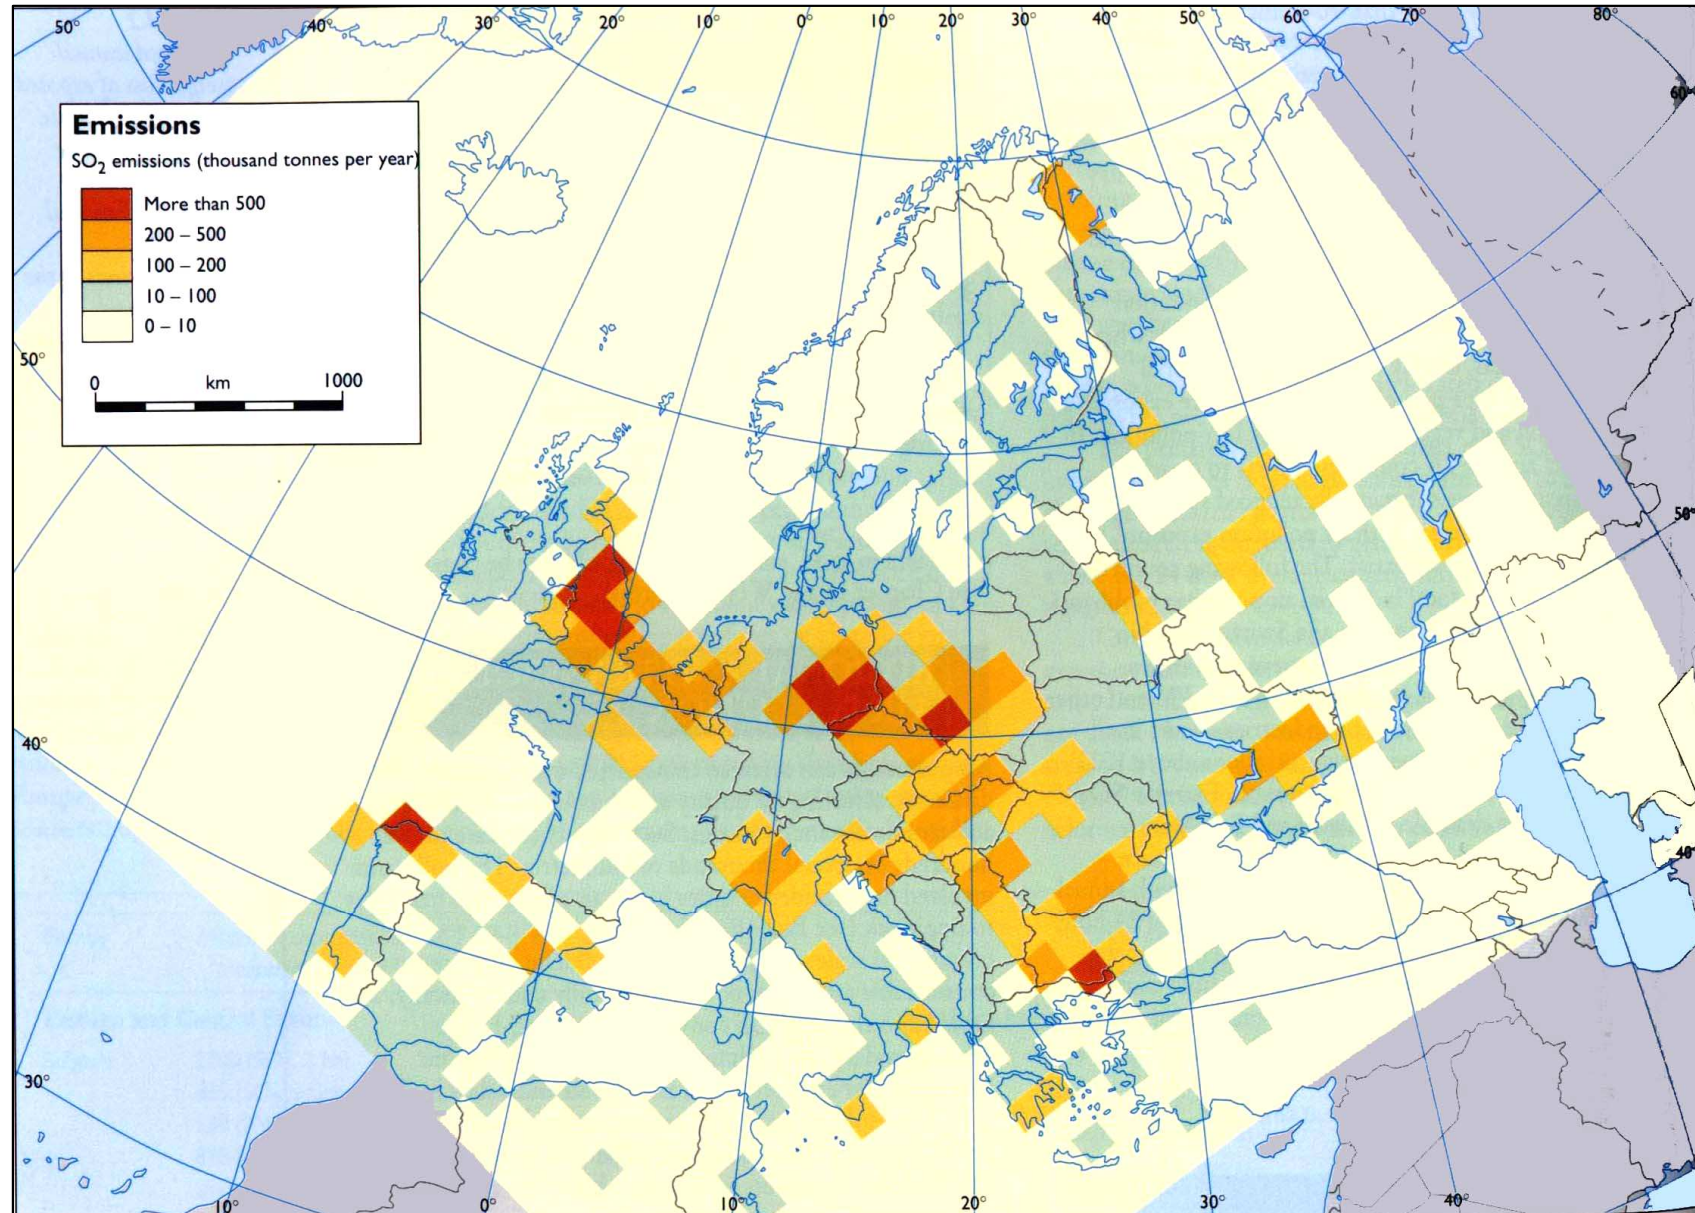 50° 40° 30° 20° 10° 0° 10° 20° 30° 40° 50° 60° 70° 80°
60°
Emissions
SO2 emissions (thousand tonnes per year)
More than 500
200 – 500
100 – 200
10 – 100
0 – 10
0 km 1000
50°
50°
40°
40°
30°
10° 0° 10° 20° 30° 40°